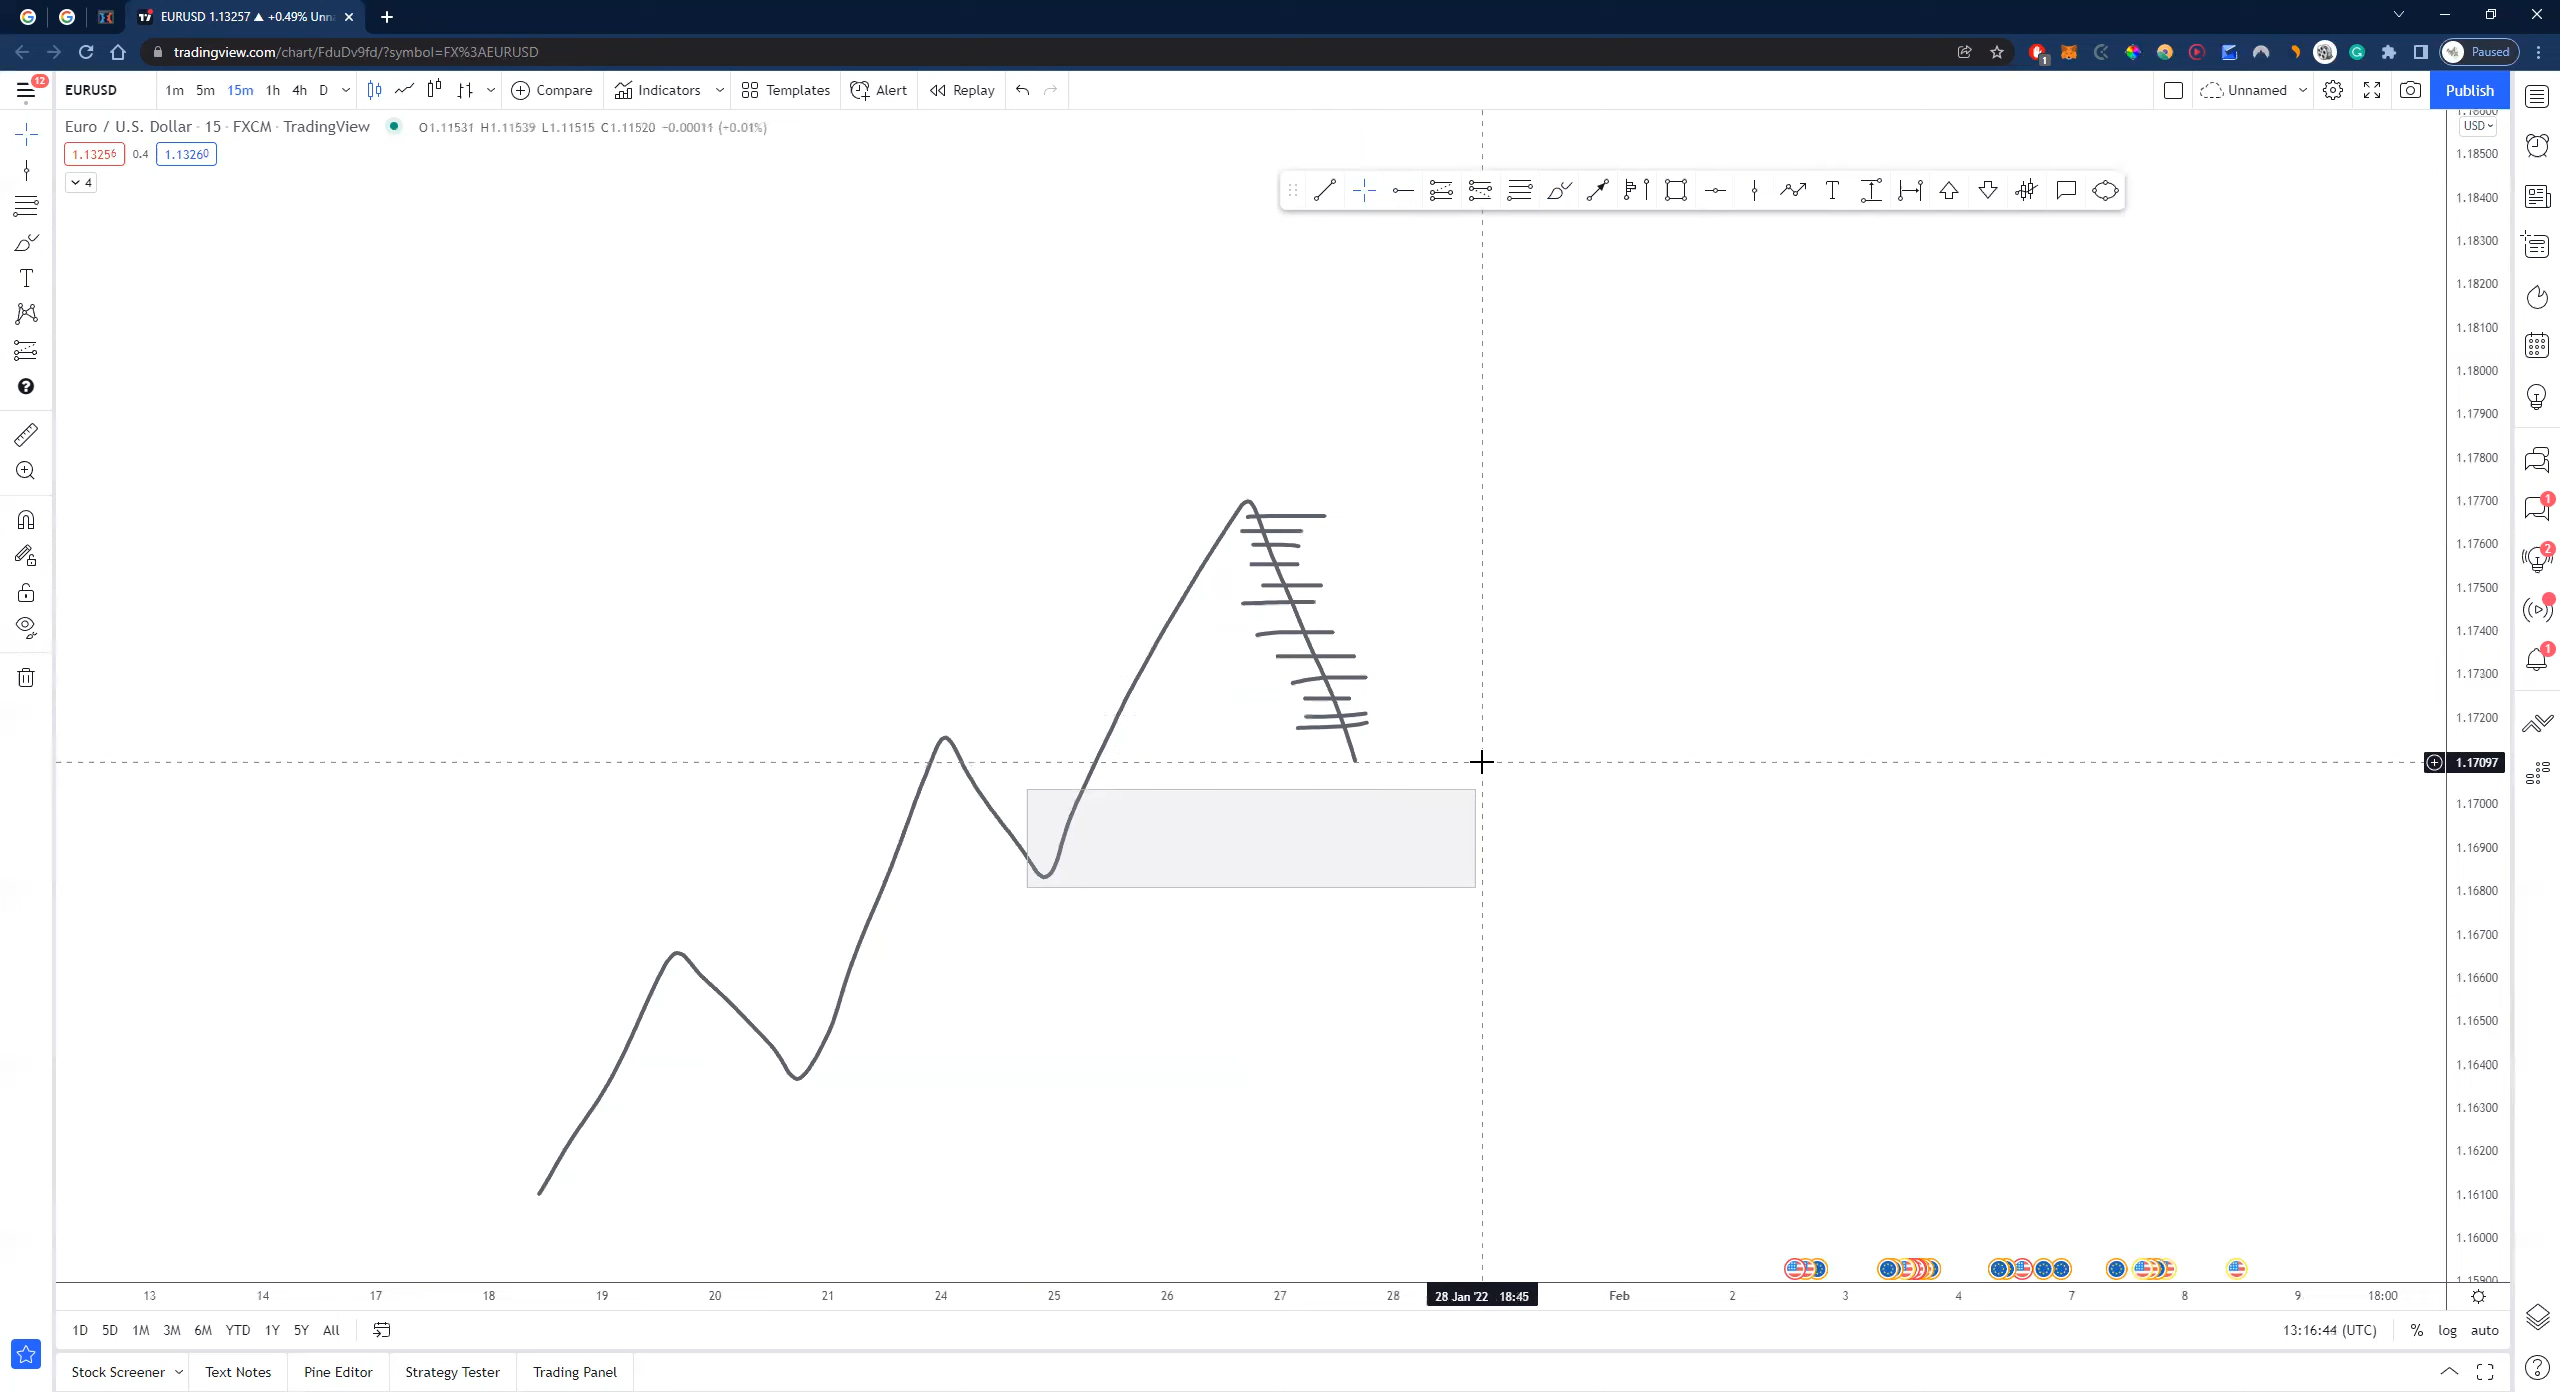 EURUSD 1.13257 ▲ +0.49% Unn
tradingview.com/chart/FduDv9fd/?symbol=FX%3AEURUSD
1
Paused
12
EURUSD
1m 5m 15m 1h 4h D
Compare
Indicators
Templates
Alert
Replay
Unnamed
Publish
Euro / U.S. Dollar · 15 · FXCM · TradingView
O1.11531 H1.11539 L1.11515 C1.11520 −0.00011 (−0.01%)
1.13256 0.4 1.13260
4
USD
1.18500
1.18400
1.18300
1.18200
1.18100
1.18000
1.17900
1.17800
1.17700
1.17600
1.17500
1.17400
1.17300
1.17200
1.17097
1.17000
1.16900
1.16800
1.16700
1.16600
1.16500
1.16400
1.16300
1.16200
1.16100
1.16000
1.15900
1
2
1
13 14 17 18 19 20 21 24 25 26 27 28 28 Jan '22 18:45 Feb 2 3 4 7 8 9 18:00
1D 5D 1M 3M 6M YTD 1Y 5Y All
13:16:44 (UTC) % log auto
Stock Screener Text Notes Pine Editor Strategy Tester Trading Panel